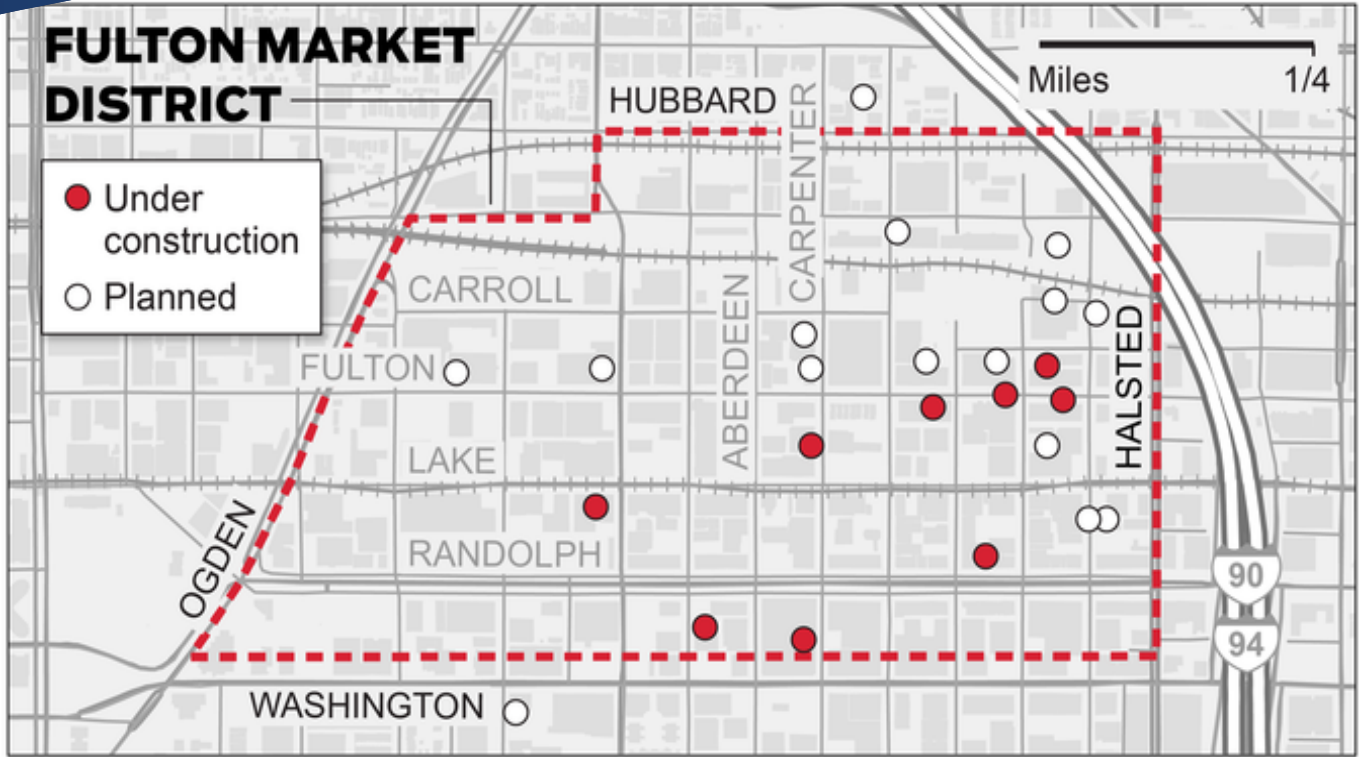 FULTON MARKET
DISTRICT
Miles 1/4
HUBBARD
CARPENTER
Under
construction
Planned
CARROLL
ABERDEEN
FULTON
HALSTED
LAKE
OGDEN
RANDOLPH
90
94
WASHINGTON